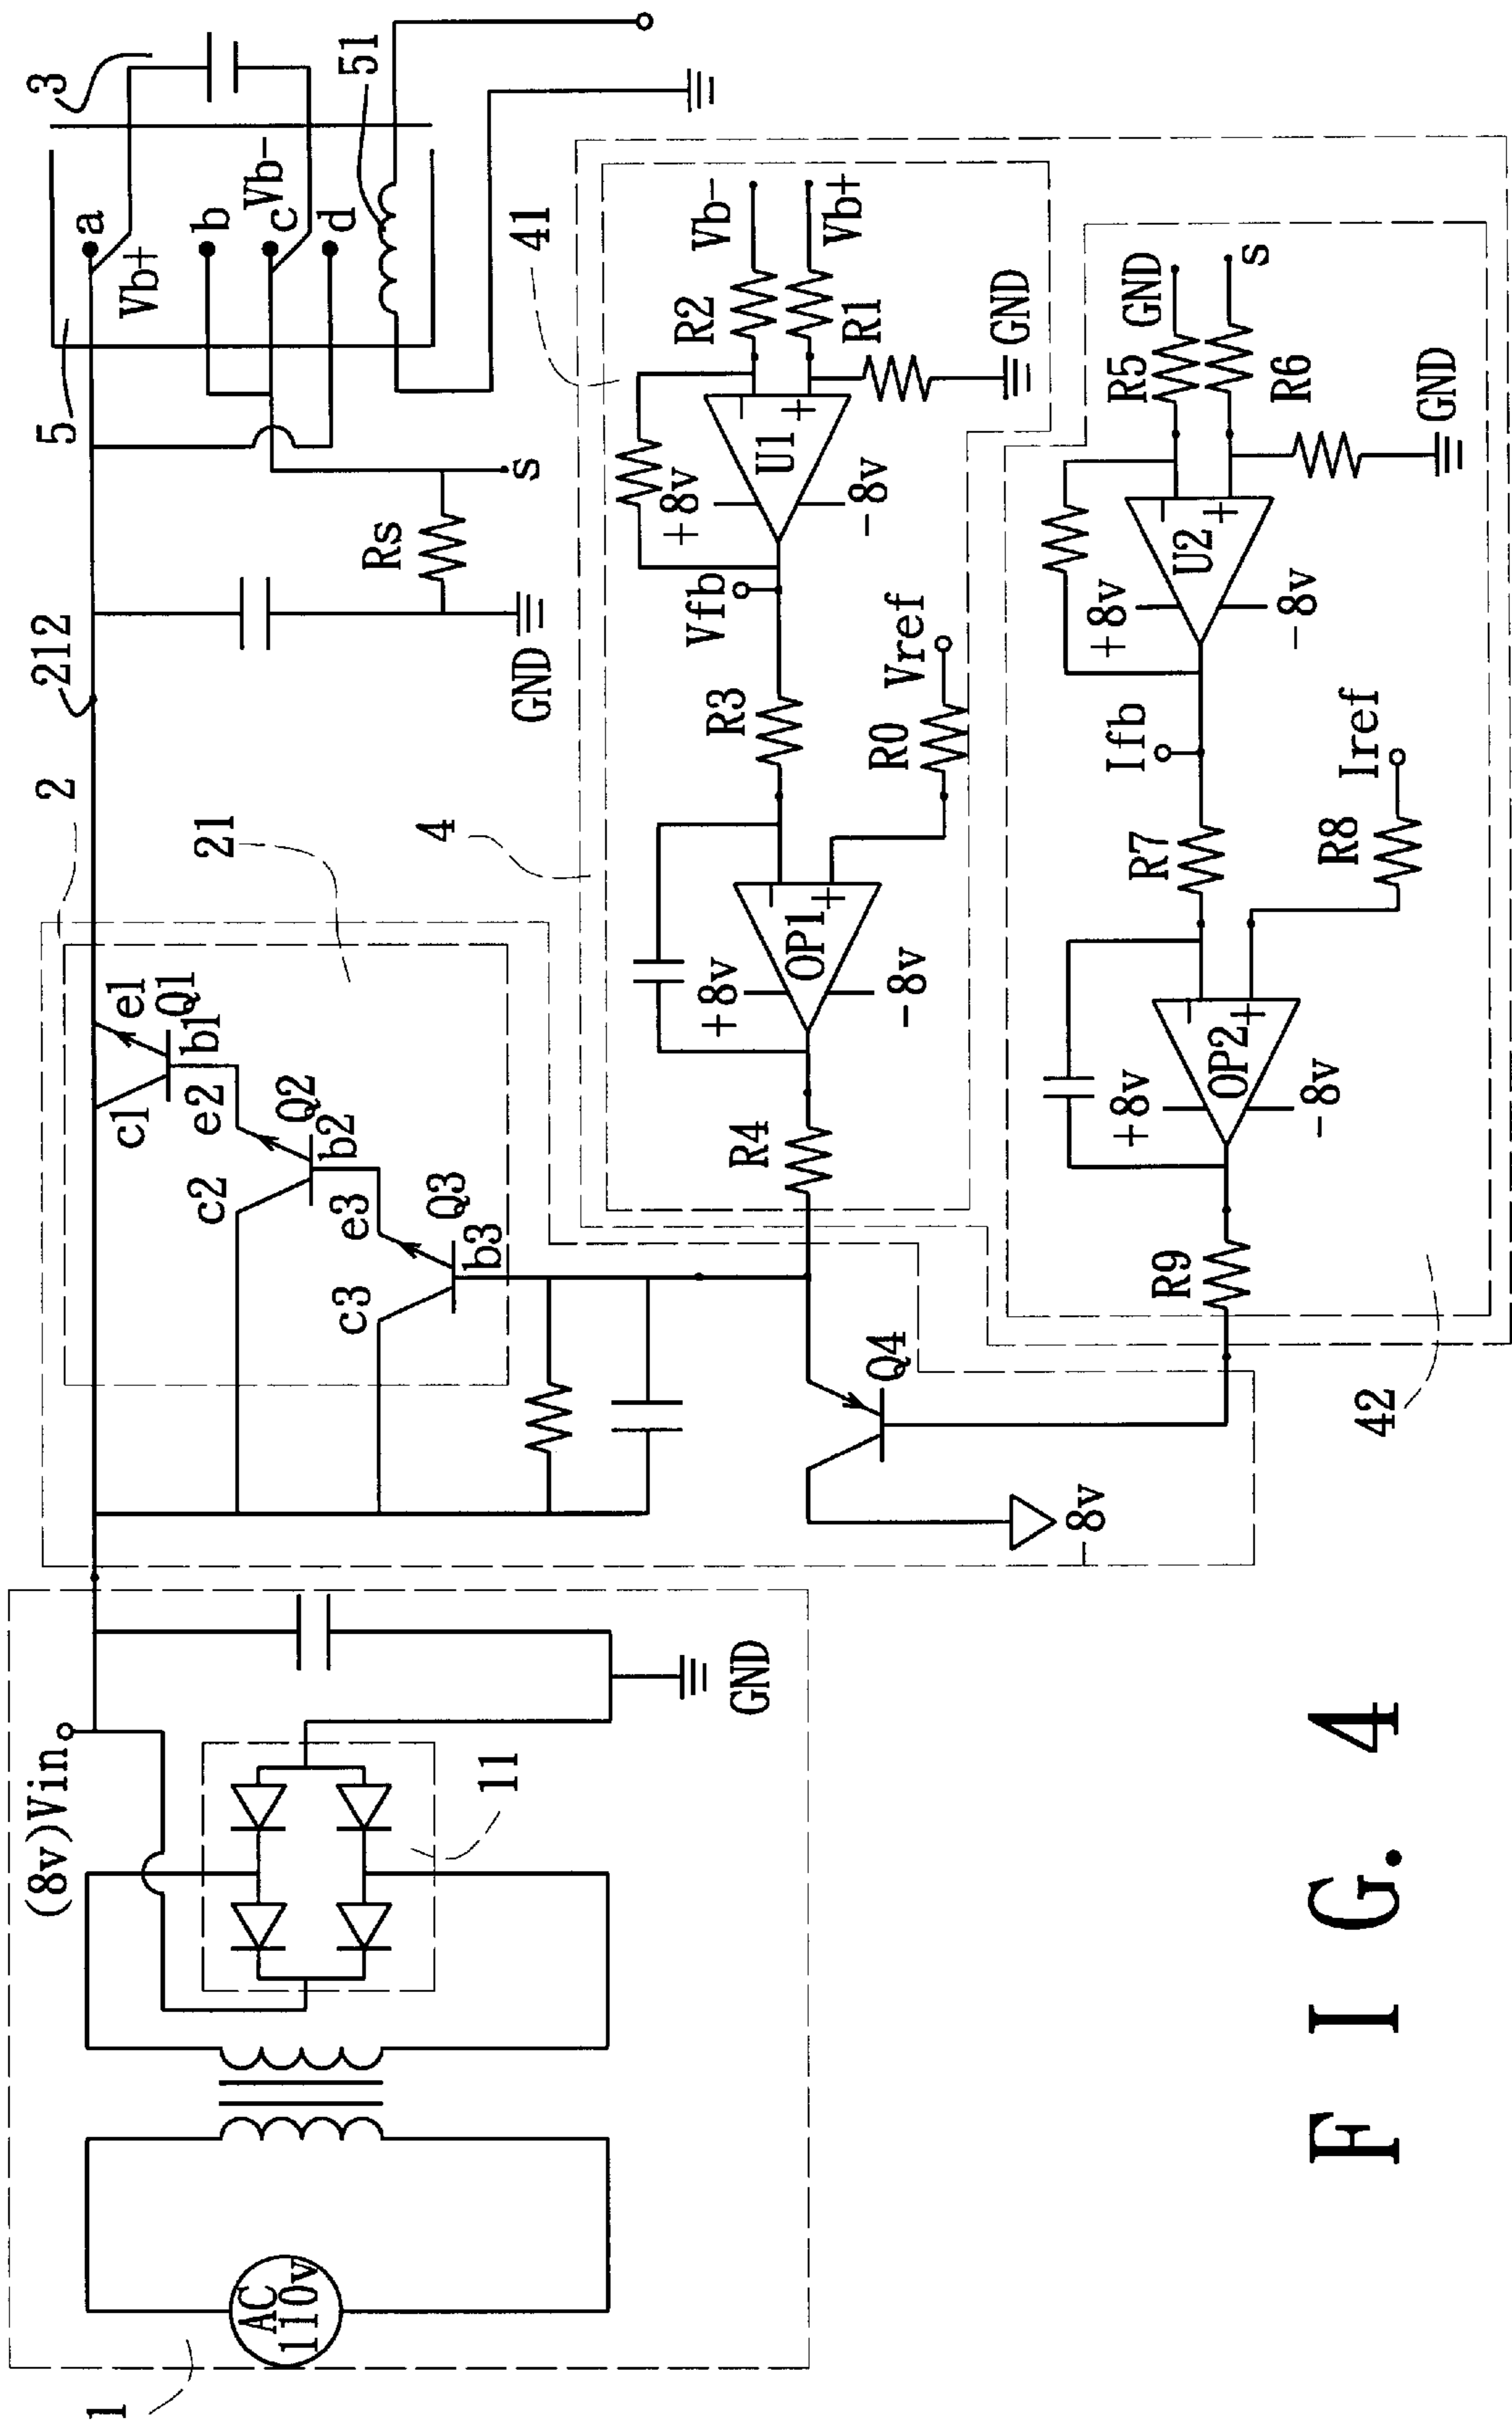 1
AC
110v
(8v)Vin
11
GND
2
21
c1
e1
Q1
b1
c2
e2
Q2
b2
c3
e3
Q3
b3
Q4
-8v
212
GND
Rs
s
5
Vb+
a
b
c
Vb-
d
3
51
4
41
R4
OP1
-
+
+8v
-8v
R3
R0
Vref
Vfb
U1
-
+
+8v
-8v
R2
R1
Vb-
Vb+
GND
42
R9
OP2
-
+
+8v
-8v
R7
R8
Iref
Ifb
U2
-
+
+8v
-8v
R5
R6
GND
s
GND
FIG. 4